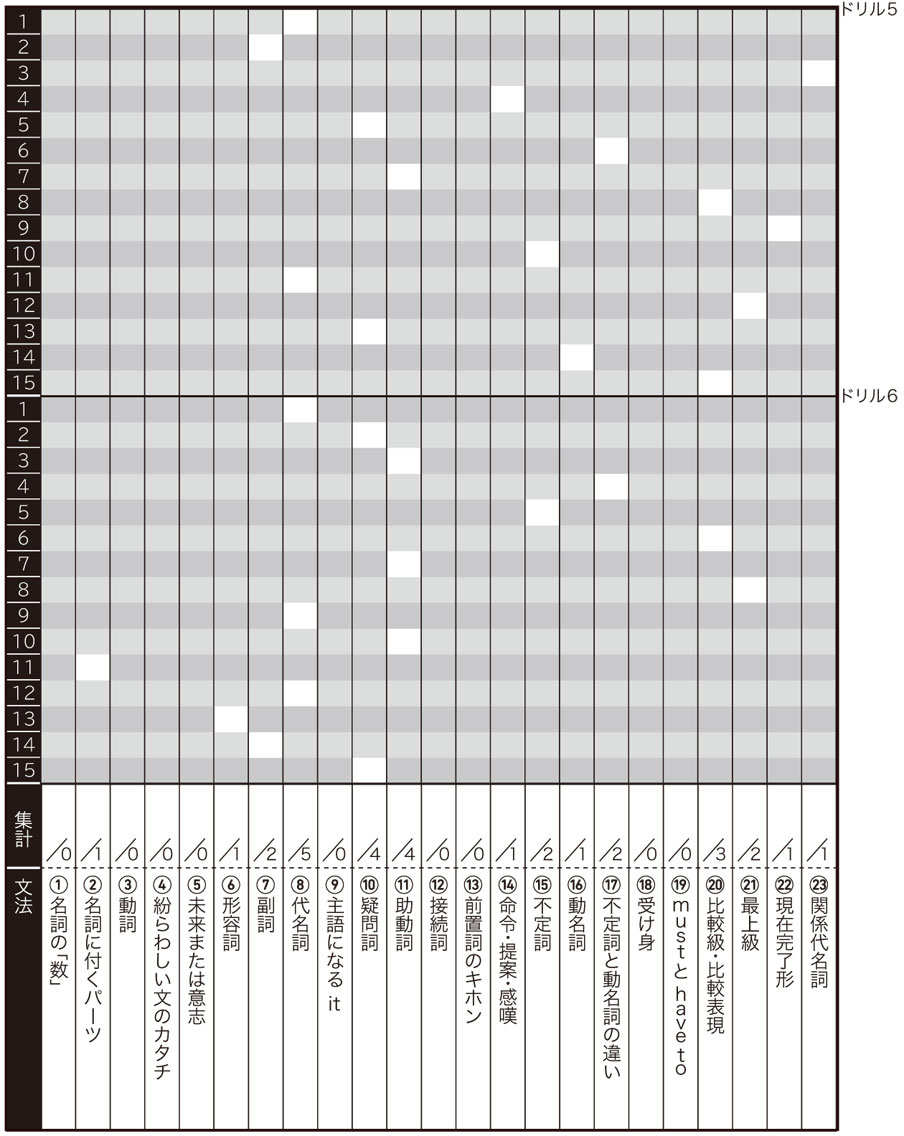 ドリル5
1
2
3
4
5
6
7
8
9
10
11
12
13
14
15
ドリル6
1
2
3
4
5
6
7
8
9
10
11
12
13
14
15
集計
/0
/1
/0
/0
/0
/1
/2
/5
/0
/4
/4
/0
/0
/1
/2
/1
/2
/0
/0
/3
/2
/1
/1
文法
①名詞の「数」
②名詞に付くパーツ
③動詞
④紛らわしい文のカタチ
⑤未来または意志
⑥形容詞
⑦副詞
⑧代名詞
⑨主語になる it
⑩疑問詞
⑪助動詞
⑫接続詞
⑬前置詞のキホン
⑭命令・提案・感嘆
⑮不定詞
⑯動名詞
⑰不定詞と動名詞の違い
⑱受け身
⑲mustと have to
⑳比較級・比較表現
㉑最上級
㉒現在完了形
㉓関係代名詞